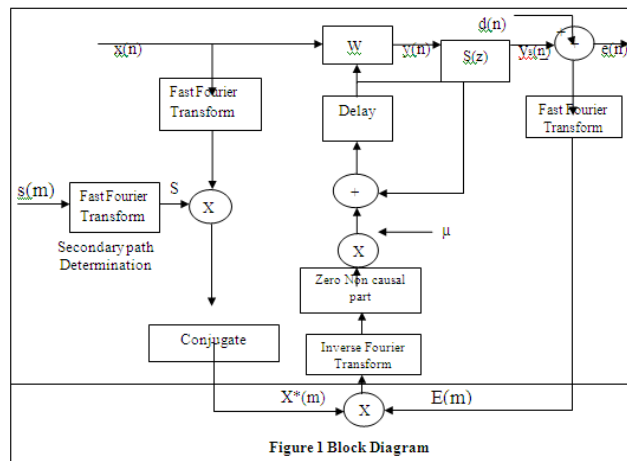 d(n)
x(n)
W
y(n)
S(z)
Ys(n)
+
-
e(n)
Fast Fourier
Transform
Delay
Fast Fourier
Transform
s(m)
Fast Fourier
Transform
S
X
+
Secondary path
Determination
X
μ
Zero Non causal
part
Conjugate
Inverse Fourier
Transform
X*(m)
X
E(m)
Figure 1 Block Diagram